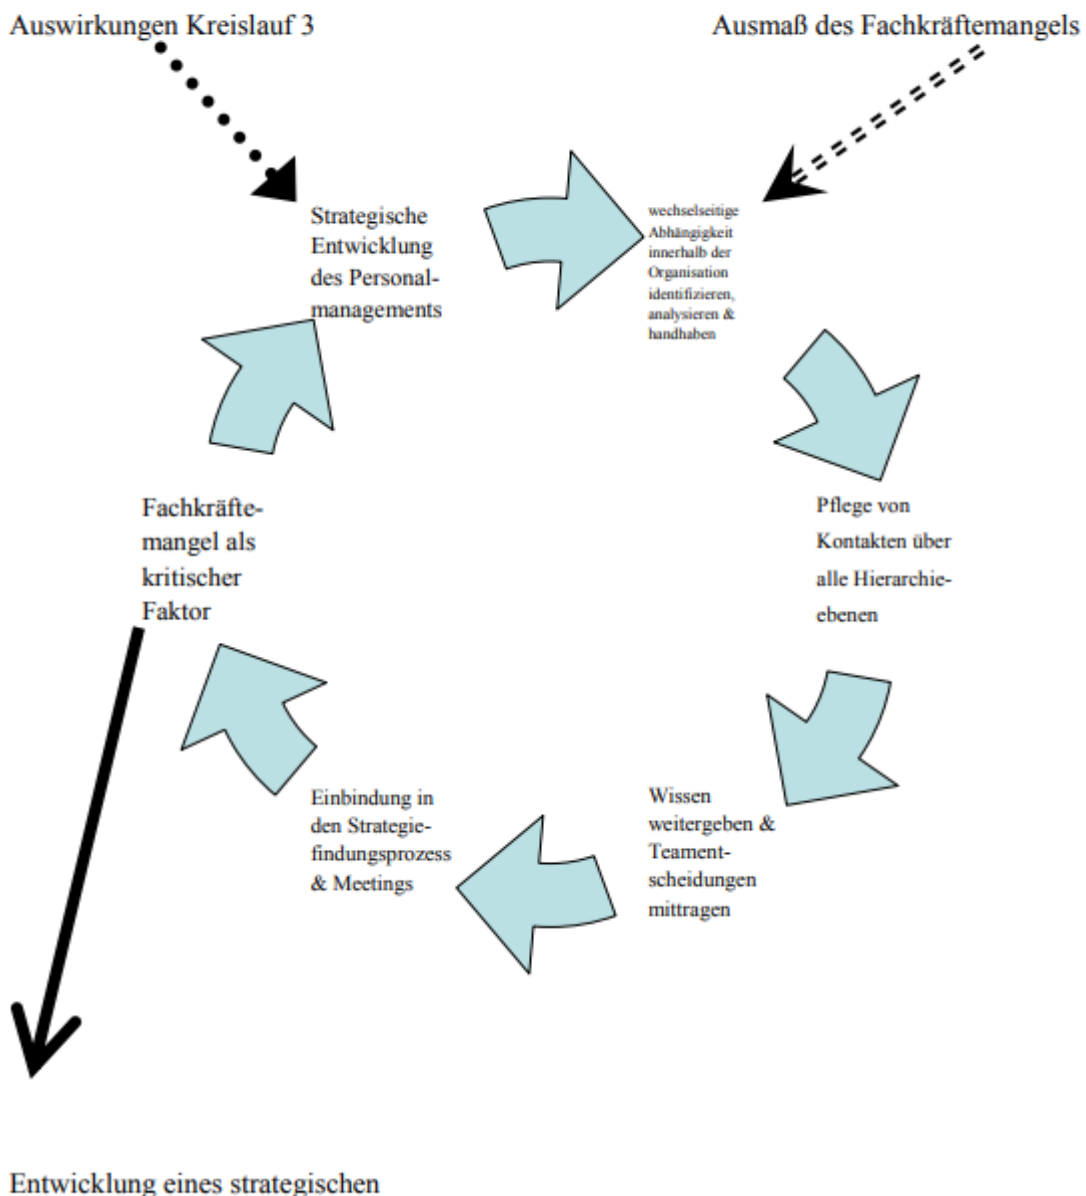 Auswirkungen Kreislauf 3
Ausmaß des Fachkräftemangels
Strategische
Entwicklung
des Personal-
managements
wechselseitige
Abhängigkeit
innerhalb der
Organisation
identifizieren,
analysieren &
handhaben
Pflege von
Kontakten über
alle Hierarchie-
ebenen
Wissen
weitergeben &
Teament-
scheidungen
mittragen
Einbindung in
den Strategie-
findungsprozess
& Meetings
Fachkräfte-
mangel als
kritischer
Faktor
Entwicklung eines strategischen